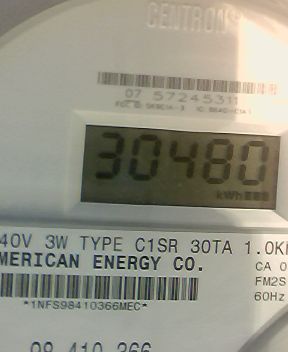 CENTRON
07 57245311
30480
kWh
40V 3W TYPE C1SR 30TA 1.0K
MERICAN ENERGY CO.
CA 0
FM2S
60Hz
*1NFS98410366MEC*
98 410 366